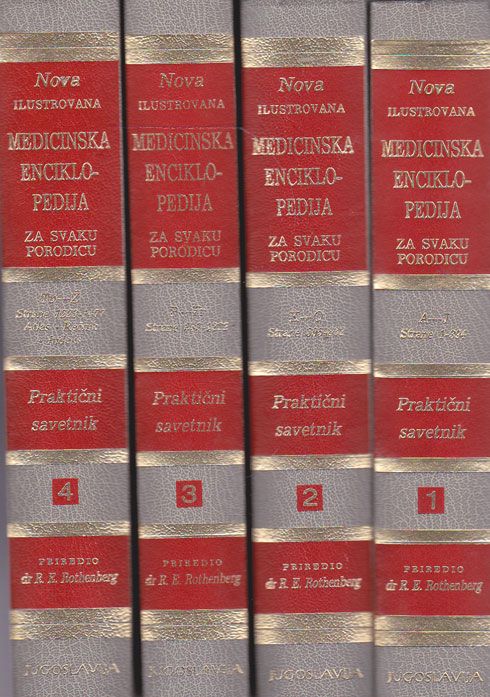 Nova
ILUSTROVANA
MEDICINSKA
ENCIKLO-
PEDIJA
ZA SVAKU
PORODICU
Strane
Praktični
savetnik
4
PRIREDIO
dr R. E. Rothenberg
JUGOSLAVIJA
Nova
ILUSTROVANA
MEDICINSKA
ENCIKLO-
PEDIJA
ZA SVAKU
PORODICU
Strane
Praktični
savetnik
3
PRIREDIO
dr R. E. Rothenberg
JUGOSLAVIJA
Nova
ILUSTROVANA
MEDICINSKA
ENCIKLO-
PEDIJA
ZA SVAKU
PORODICU
Strane
Praktični
savetnik
2
PRIREDIO
dr R. E. Rothenberg
JUGOSLAVIJA
Nova
ILUSTROVANA
MEDICINSKA
ENCIKLO-
PEDIJA
ZA SVAKU
PORODICU
Strane
Praktični
savetnik
1
PRIREDIO
dr R. E. Rothenberg
JUGOSLAVIJA